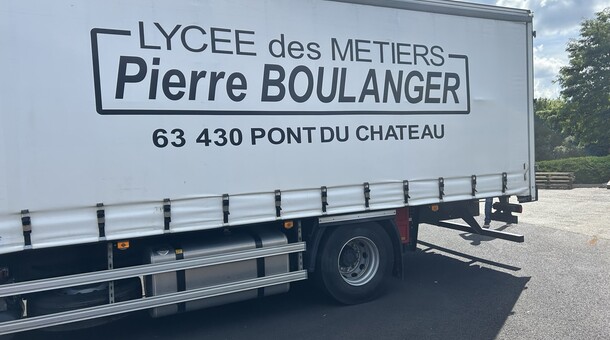 LYCEE des METIERS
Pierre BOULANGER
63 430 PONT DU CHATEAU